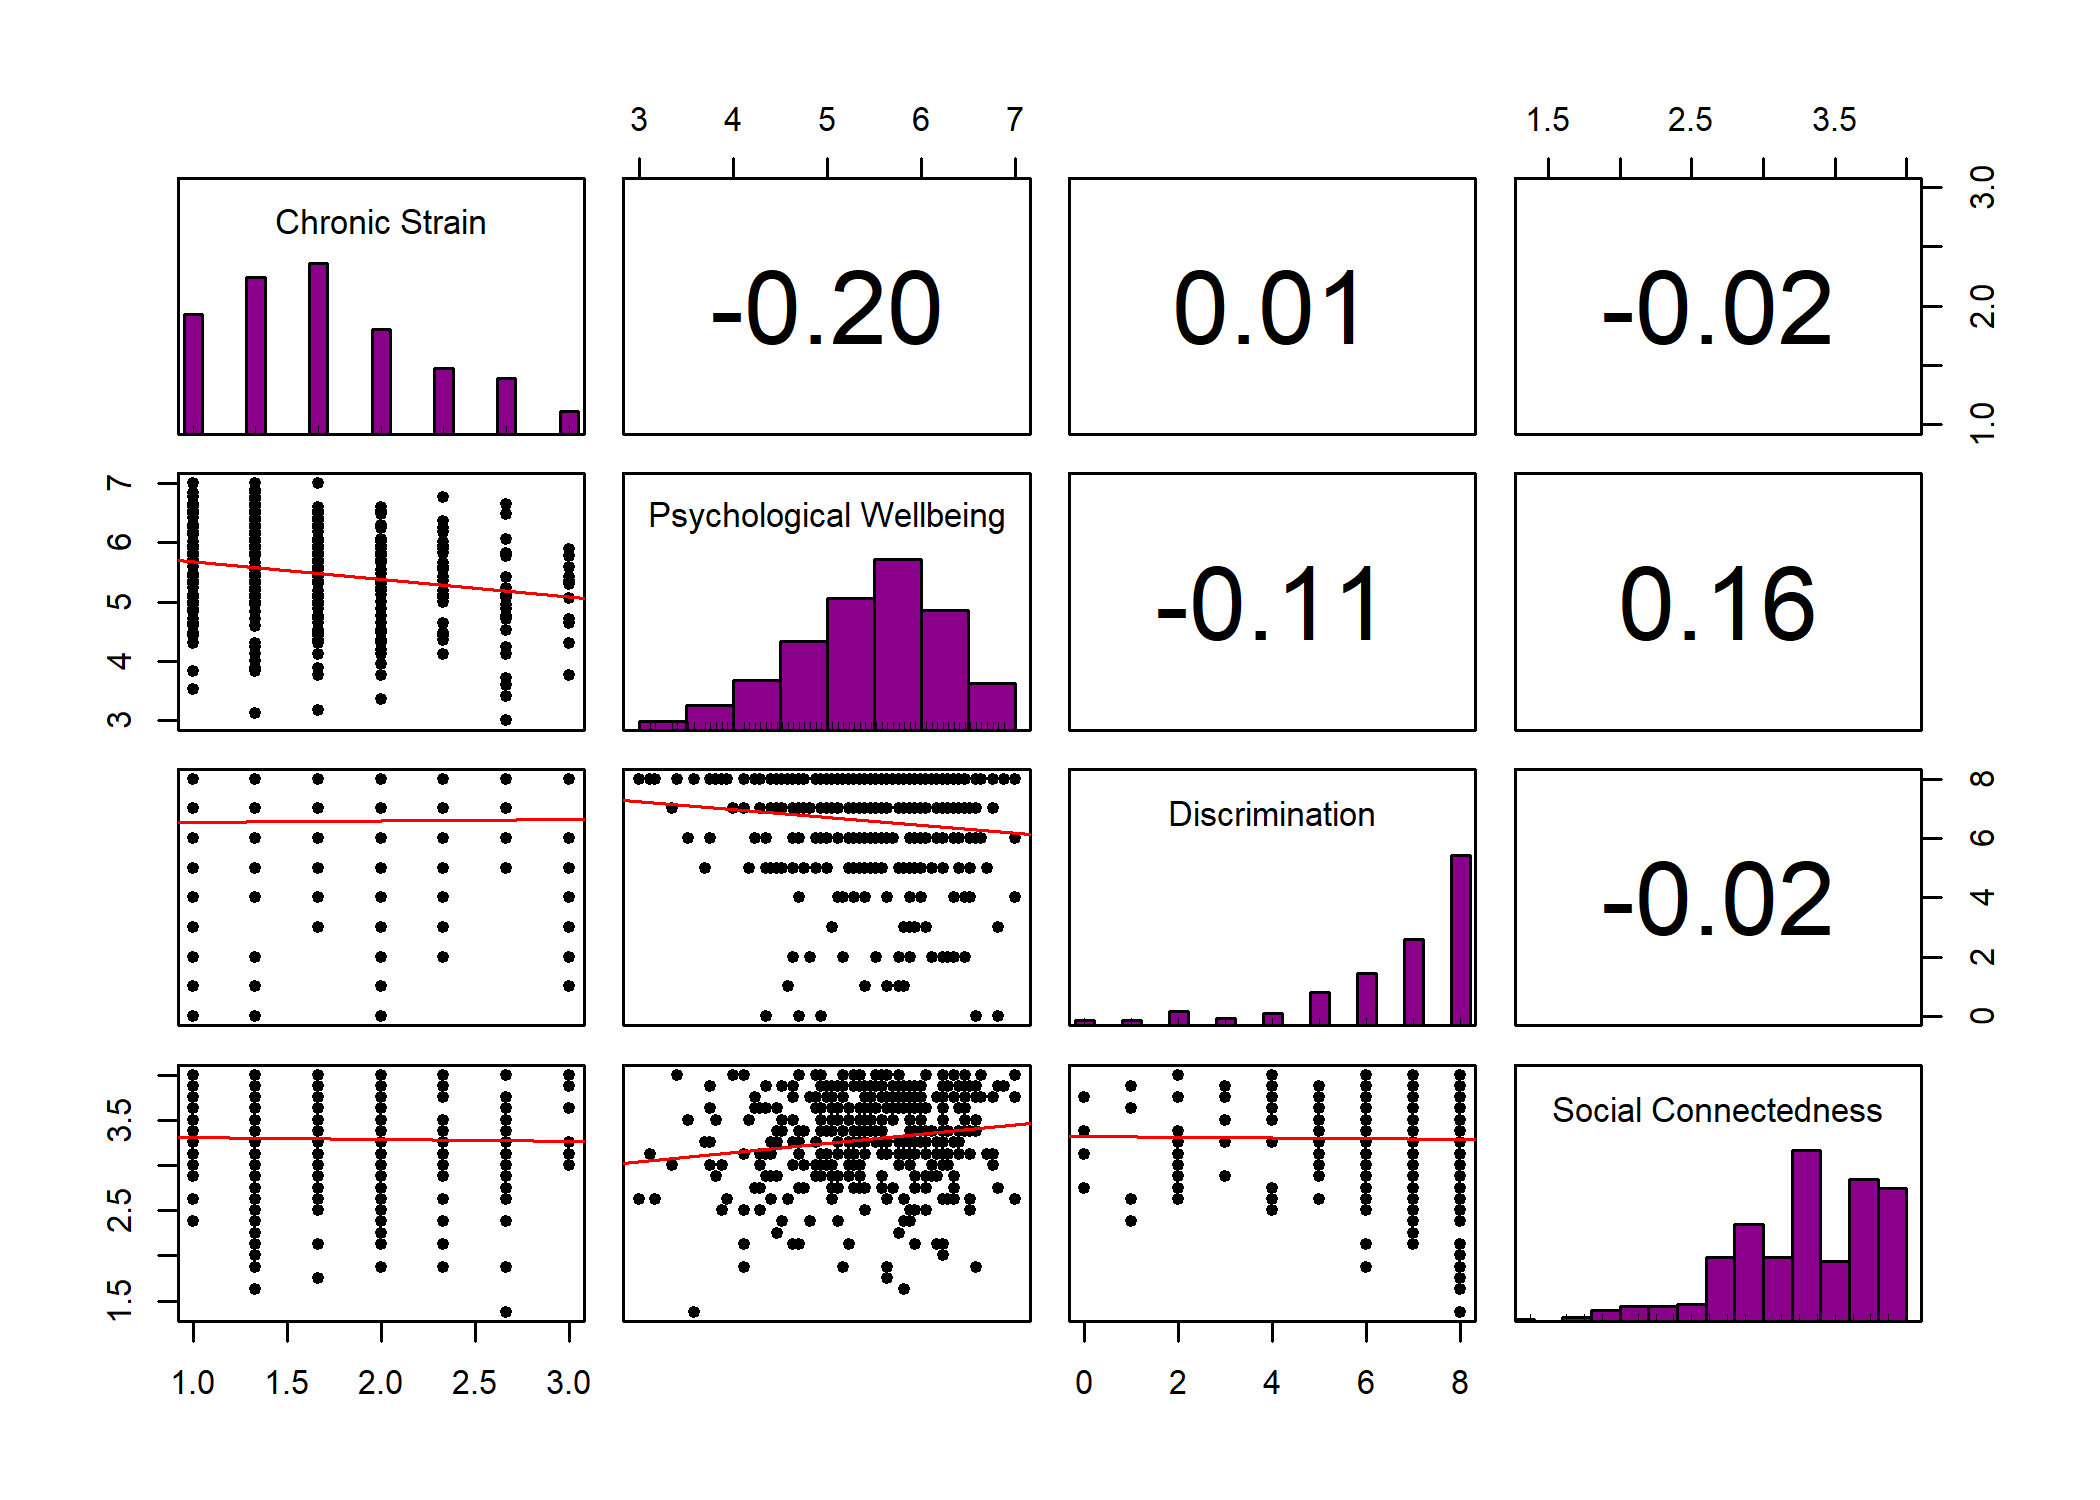 3 4 5 6 7
1.5 2.5 3.5
Chronic Strain
-0.20
0.01
-0.02
1.0 2.0 3.0
3 4 5 6 7
Psychological Wellbeing
-0.11
0.16
Discrimination
-0.02
0 2 4 6 8
1.5 2.5 3.5
Social Connectedness
1.0 1.5 2.0 2.5 3.0
0 2 4 6 8